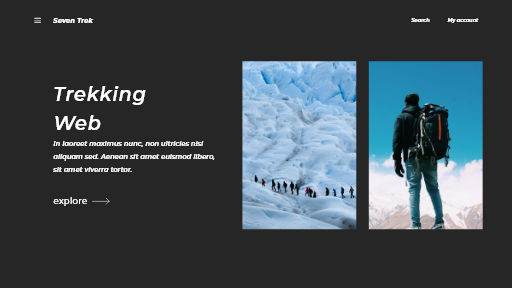 Seven Trek
Search
My account
Trekking
Web
In laoreet maximus nunc, non ultricies nisi
aliquam sed. Aenean sit amet euismod libero,
sit amet viverra tortor.
explore